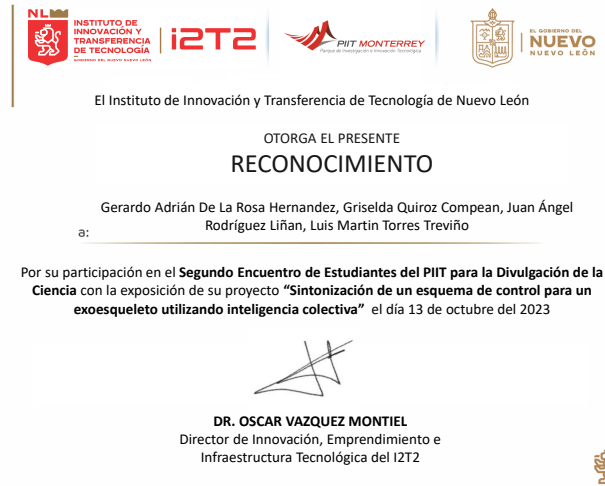 NL
INSTITUTO DE
INNOVACIÓN Y
TRANSFERENCIA
DE TECNOLOGÍA
GOBIERNO DEL NUEVO NUEVO LEÓN
i2T2
PIIT MONTERREY
Parque de Investigación e Innovación Tecnológica
EL GOBIERNO DEL
NUEVO
NUEVO LEÓN
El Instituto de Innovación y Transferencia de Tecnología de Nuevo León
OTORGA EL PRESENTE
RECONOCIMIENTO
Gerardo Adrián De La Rosa Hernandez, Griselda Quiroz Compean, Juan Ángel
Rodríguez Liñan, Luis Martin Torres Treviño
a:
Por su participación en el Segundo Encuentro de Estudiantes del PIIT para la Divulgación de la
Ciencia con la exposición de su proyecto “Sintonización de un esquema de control para un
exoesqueleto utilizando inteligencia colectiva” el día 13 de octubre del 2023
DR. OSCAR VAZQUEZ MONTIEL
Director de Innovación, Emprendimiento e
Infraestructura Tecnológica del I2T2